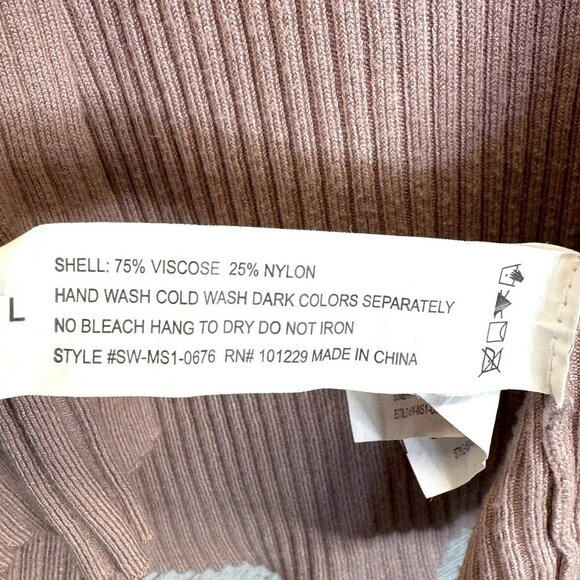 SHELL: 75% VISCOSE 25% NYLON
HAND WASH COLD WASH DARK COLORS SEPARATELY
L
NO BLEACH HANG TO DRY DO NOT IRON
STYLE #SW-MS1-0676 RN# 101229 MADE IN CHINA